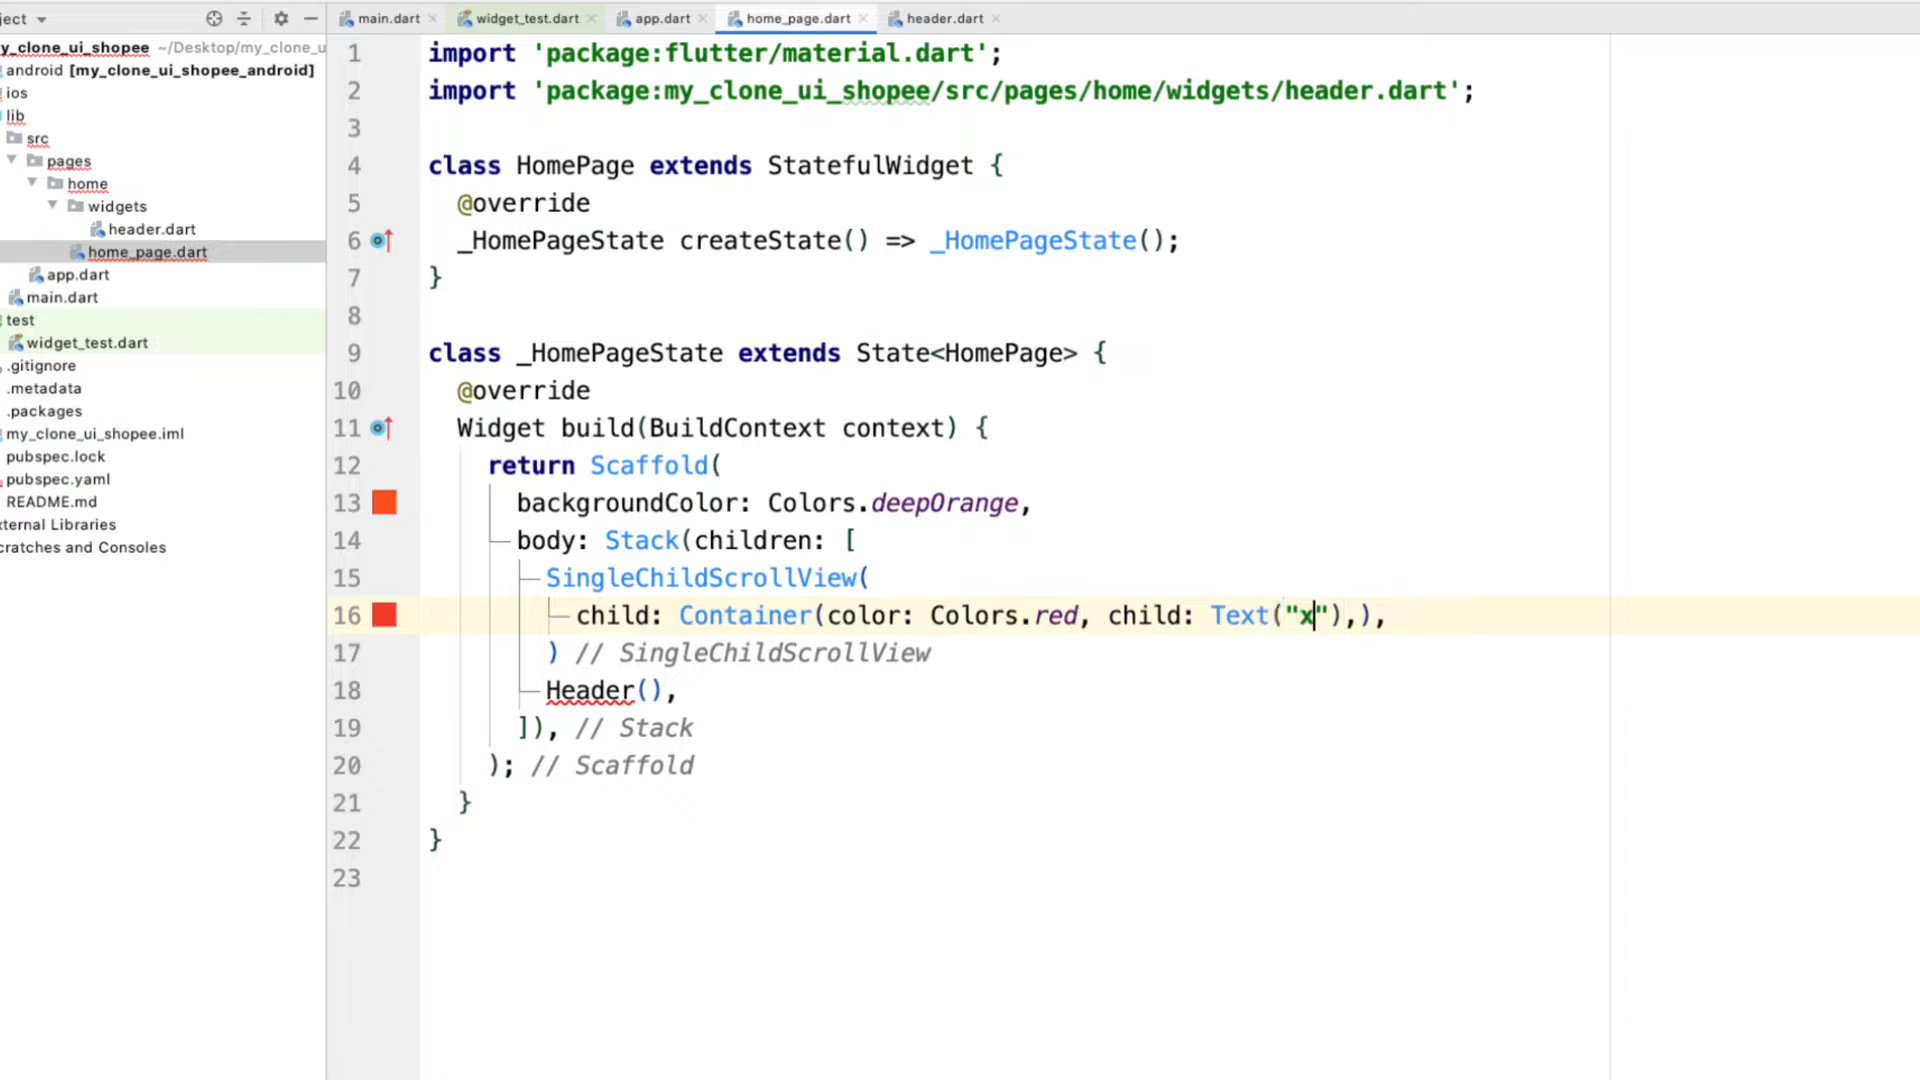 ject
main.dart
widget_test.dart
app.dart
home_page.dart
header.dart
y_clone_ui_shopee ~/Desktop/my_clone_u
android [my_clone_ui_shopee_android]
ios
lib
src
pages
home
widgets
header.dart
home_page.dart
app.dart
main.dart
test
widget_test.dart
.gitignore
.metadata
.packages
my_clone_ui_shopee.iml
pubspec.lock
pubspec.yaml
README.md
xternal Libraries
cratches and Consoles
1 import 'package:flutter/material.dart';
2 import 'package:my_clone_ui_shopee/src/pages/home/widgets/header.dart';
3
4 class HomePage extends StatefulWidget {
5 @override
6 _HomePageState createState() => _HomePageState();
7 }
8
9 class _HomePageState extends State<HomePage> {
10 @override
11 Widget build(BuildContext context) {
12 return Scaffold(
13 backgroundColor: Colors.deepOrange,
14 body: Stack(children: [
15 SingleChildScrollView(
16 child: Container(color: Colors.red, child: Text("x"),),
17 ) // SingleChildScrollView
18 Header(),
19 ]), // Stack
20 ); // Scaffold
21 }
22 }
23